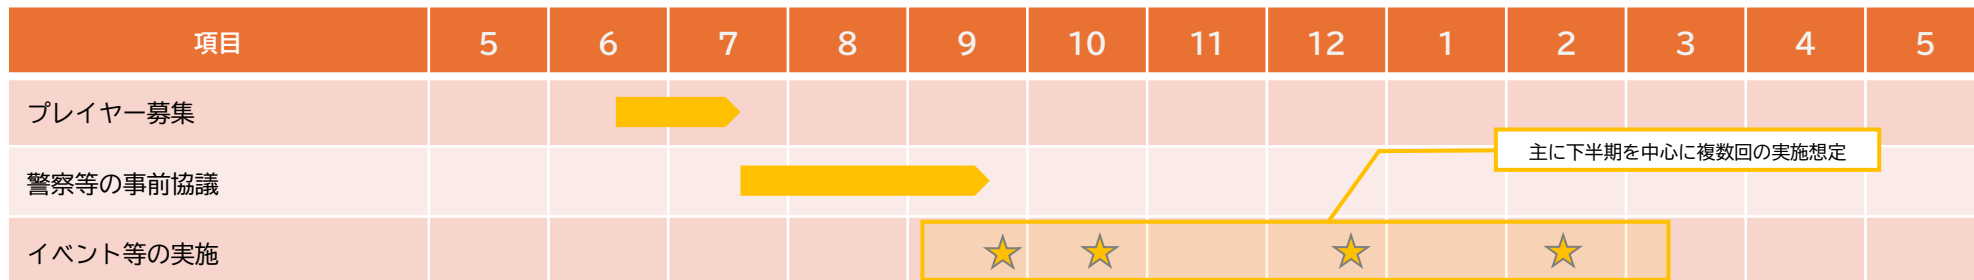 項目 5 6 7 8 9 10 11 12 1 2 3 4 5
プレイヤー募集
主に下半期を中心に複数回の実施想定
警察等の事前協議
イベント等の実施